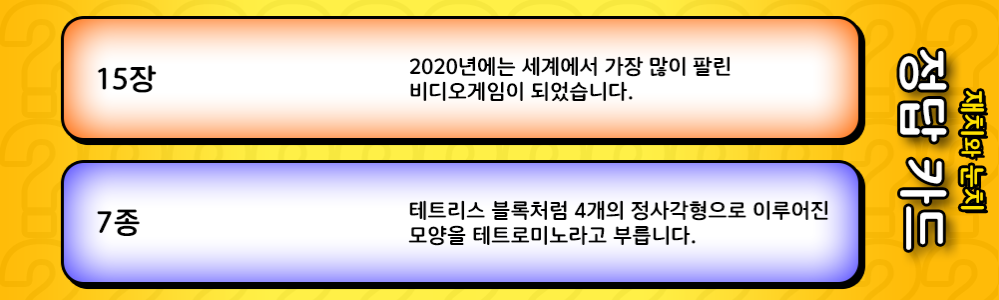 15장
2020년에는 세계에서 가장 많이 팔린
비디오게임이 되었습니다.
7종
테트리스 블록처럼 4개의 정사각형으로 이루어진
모양을 테트로미노라고 부릅니다.
재치와 눈치
정답 카드